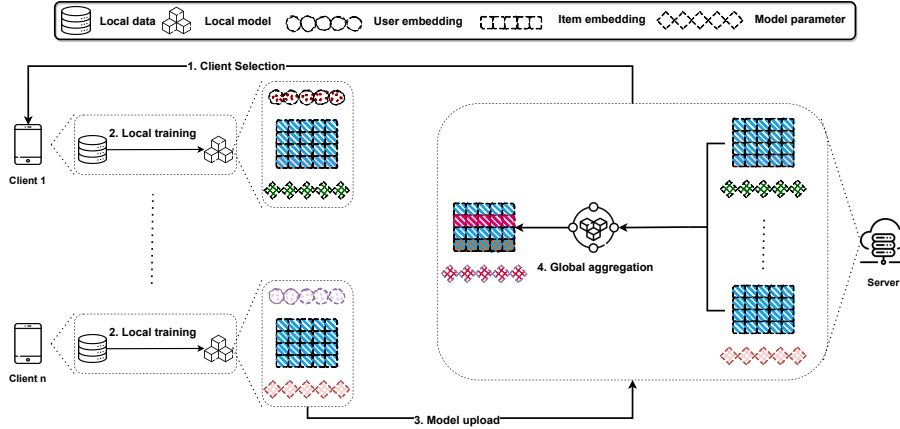 Local data
Local model
User embedding
Item embedding
Model parameter
1. Client Selection
2. Local training
Client 1
4. Global aggregation
Server
2. Local training
Client n
3. Model upload